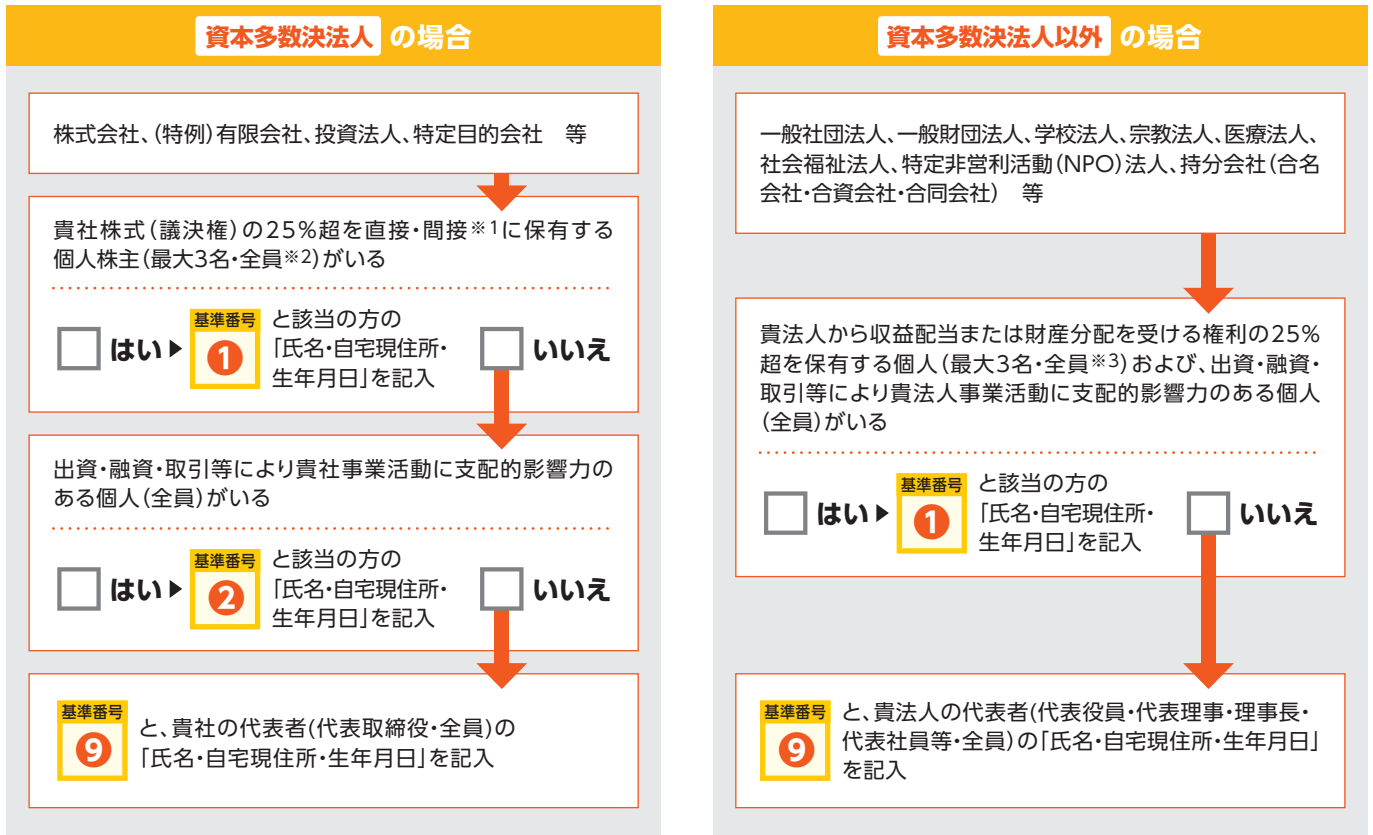 資本多数決法人 の場合
株式会社、(特例)有限会社、投資法人、特定目的会社　等
貴社株式(議決権)の25%超を直接・間接※1に保有する
個人株主(最大3名・全員※2)がいる
はい▶
基準番号
❶
と該当の方の
「氏名・自宅現住所・
生年月日」を記入
いいえ
出資・融資・取引等により貴社事業活動に支配的影響力の
ある個人(全員)がいる
はい▶
基準番号
❷
と該当の方の
「氏名・自宅現住所・
生年月日」を記入
いいえ
基準番号
❾
と、貴社の代表者(代表取締役・全員)の
「氏名・自宅現住所・生年月日」を記入
資本多数決法人以外 の場合
一般社団法人、一般財団法人、学校法人、宗教法人、医療法人、
社会福祉法人、特定非営利活動(NPO)法人、持分会社(合名
会社・合資会社・合同会社)　等
貴法人から収益配当または財産分配を受ける権利の25%
超を保有する個人(最大3名・全員※3)および、出資・融資・
取引等により貴法人事業活動に支配的影響力のある個人
(全員)がいる
はい▶
基準番号
❶
と該当の方の
「氏名・自宅現住所・
生年月日」を記入
いいえ
基準番号
❾
と、貴法人の代表者(代表役員・代表理事・理事長・
代表社員等・全員)の「氏名・自宅現住所・生年月日」
を記入